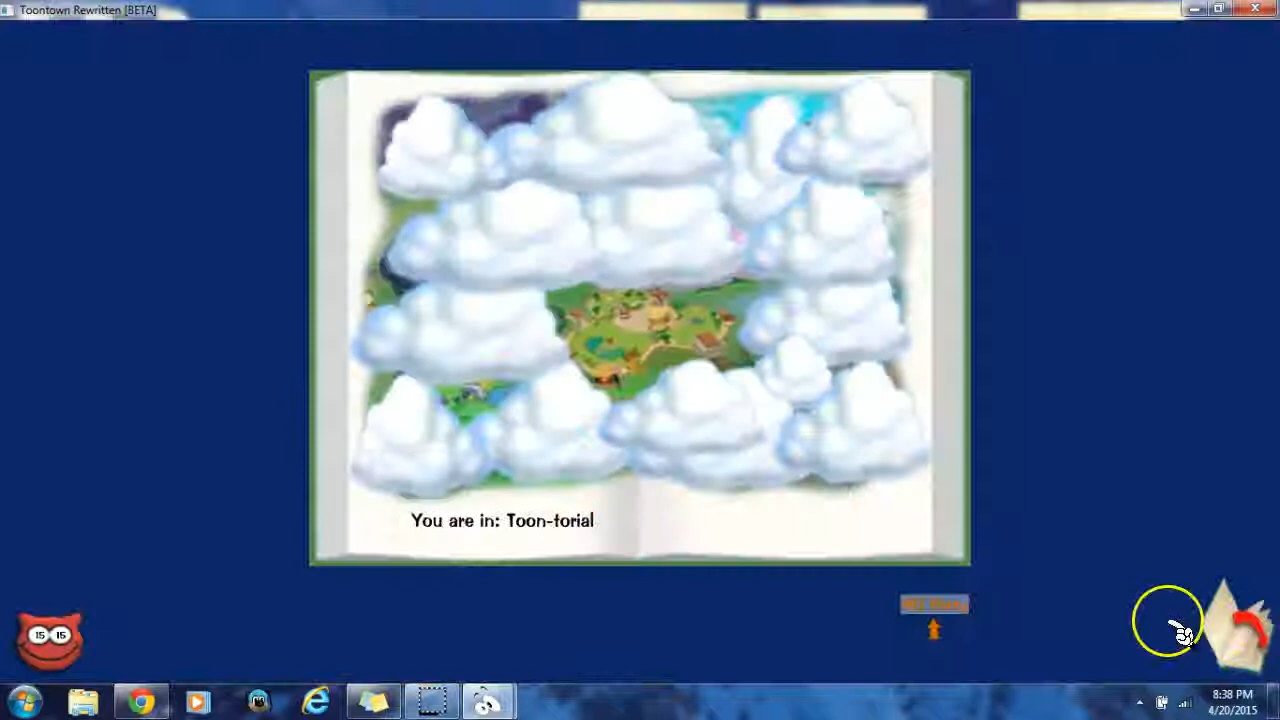 Toontown Rewritten [BETA]
You are in: Toon-torial
15 15
8:38 PM
4/20/2015